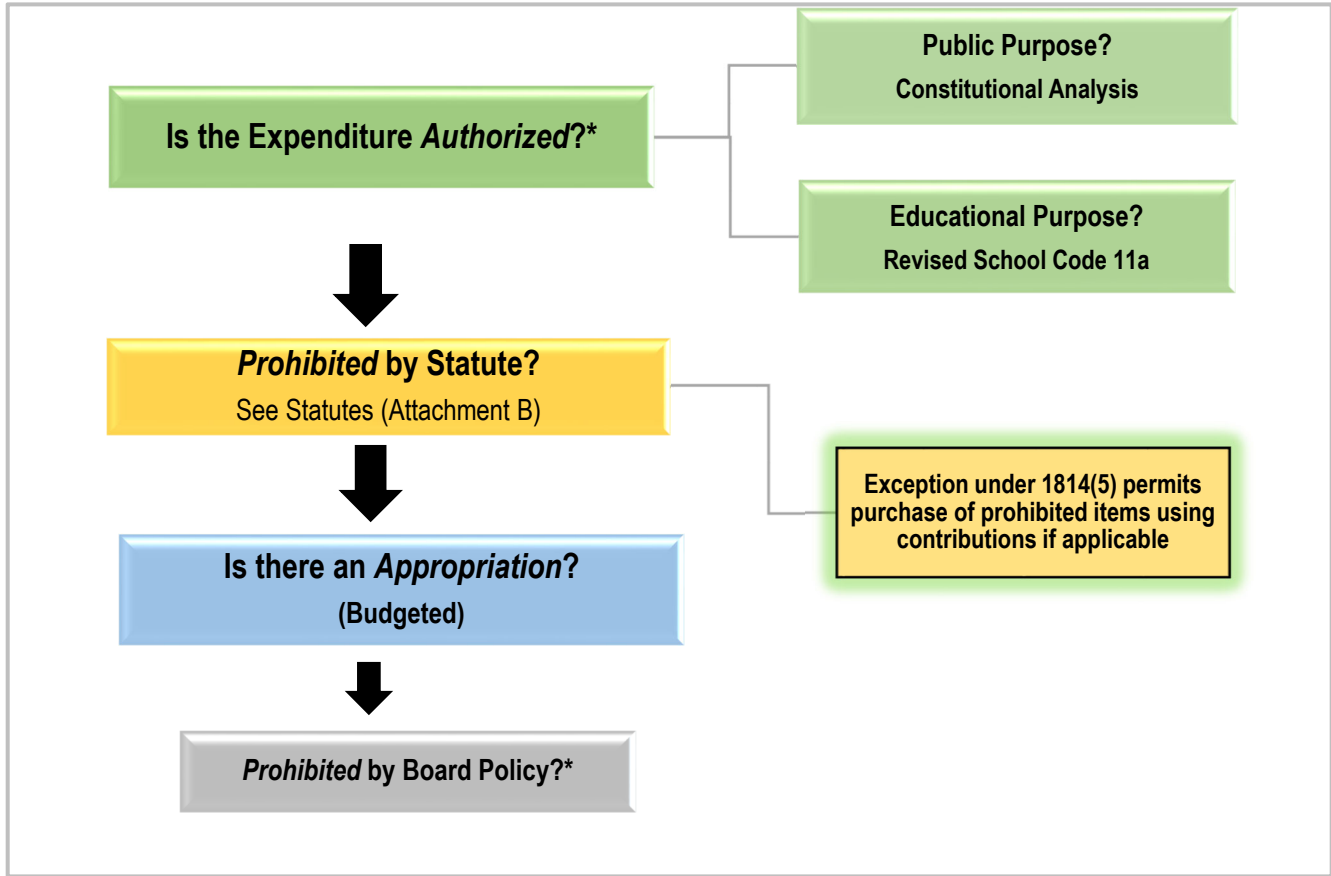 Public Purpose?
Constitutional Analysis
Is the Expenditure Authorized?*
Educational Purpose?
Revised School Code 11a
Prohibited by Statute?
See Statutes (Attachment B)
Exception under 1814(5) permits
purchase of prohibited items using
contributions if applicable
Is there an Appropriation?
(Budgeted)
Prohibited by Board Policy?*